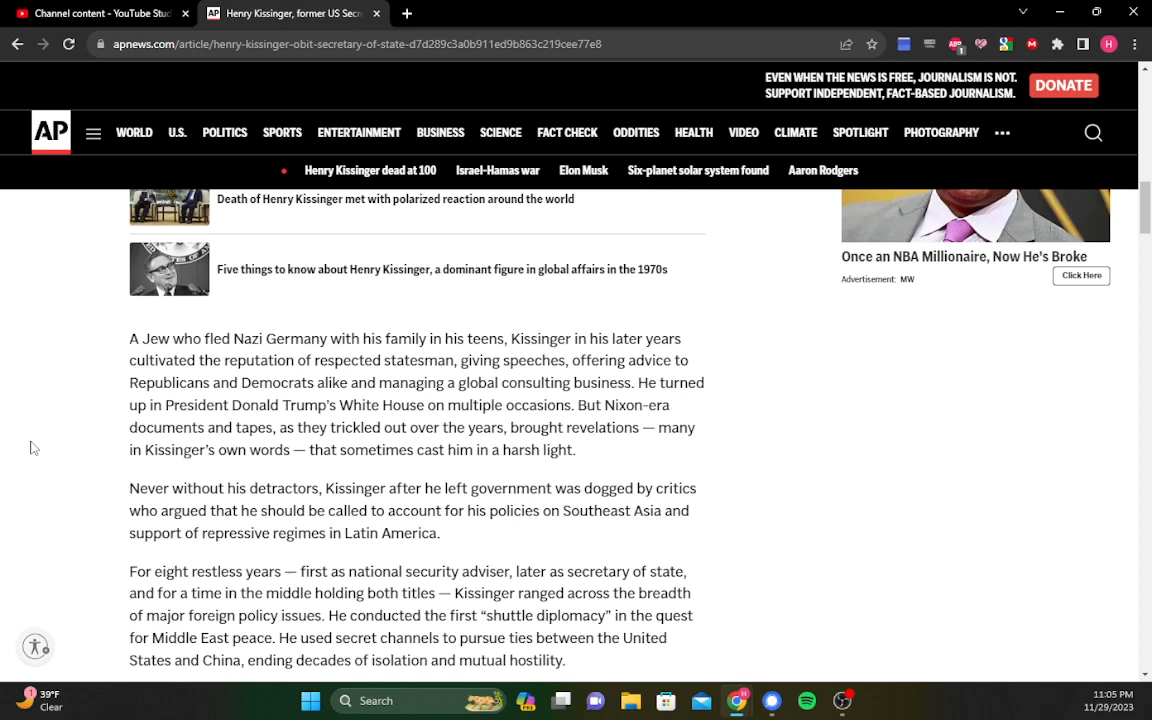 Channel content - YouTube Stud
Henry Kissinger, former US Secr
apnews.com/article/henry-kissinger-obit-secretary-of-state-d7d289c3a0b911ed9b863c219cee77e8
ABP
1
M
H
EVEN WHEN THE NEWS IS FREE, JOURNALISM IS NOT.
SUPPORT INDEPENDENT, FACT-BASED JOURNALISM.
DONATE
AP
WORLD U.S. POLITICS SPORTS ENTERTAINMENT BUSINESS SCIENCE FACT CHECK ODDITIES HEALTH VIDEO CLIMATE SPOTLIGHT PHOTOGRAPHY
Henry Kissinger dead at 100 Israel-Hamas war Elon Musk Six-planet solar system found Aaron Rodgers
Death of Henry Kissinger met with polarized reaction around the world
Five things to know about Henry Kissinger, a dominant figure in global affairs in the 1970s
Once an NBA Millionaire, Now He's Broke
Advertisement: MW
Click Here
A Jew who fled Nazi Germany with his family in his teens, Kissinger in his later years
cultivated the reputation of respected statesman, giving speeches, offering advice to
Republicans and Democrats alike and managing a global consulting business. He turned
up in President Donald Trump's White House on multiple occasions. But Nixon-era
documents and tapes, as they trickled out over the years, brought revelations — many
in Kissinger's own words — that sometimes cast him in a harsh light.
Never without his detractors, Kissinger after he left government was dogged by critics
who argued that he should be called to account for his policies on Southeast Asia and
support of repressive regimes in Latin America.
For eight restless years — first as national security adviser, later as secretary of state,
and for a time in the middle holding both titles — Kissinger ranged across the breadth
of major foreign policy issues. He conducted the first “shuttle diplomacy” in the quest
for Middle East peace. He used secret channels to pursue ties between the United
States and China, ending decades of isolation and mutual hostility.
1
39°F
Clear
Search
PRE
H
11:05 PM
11/29/2023